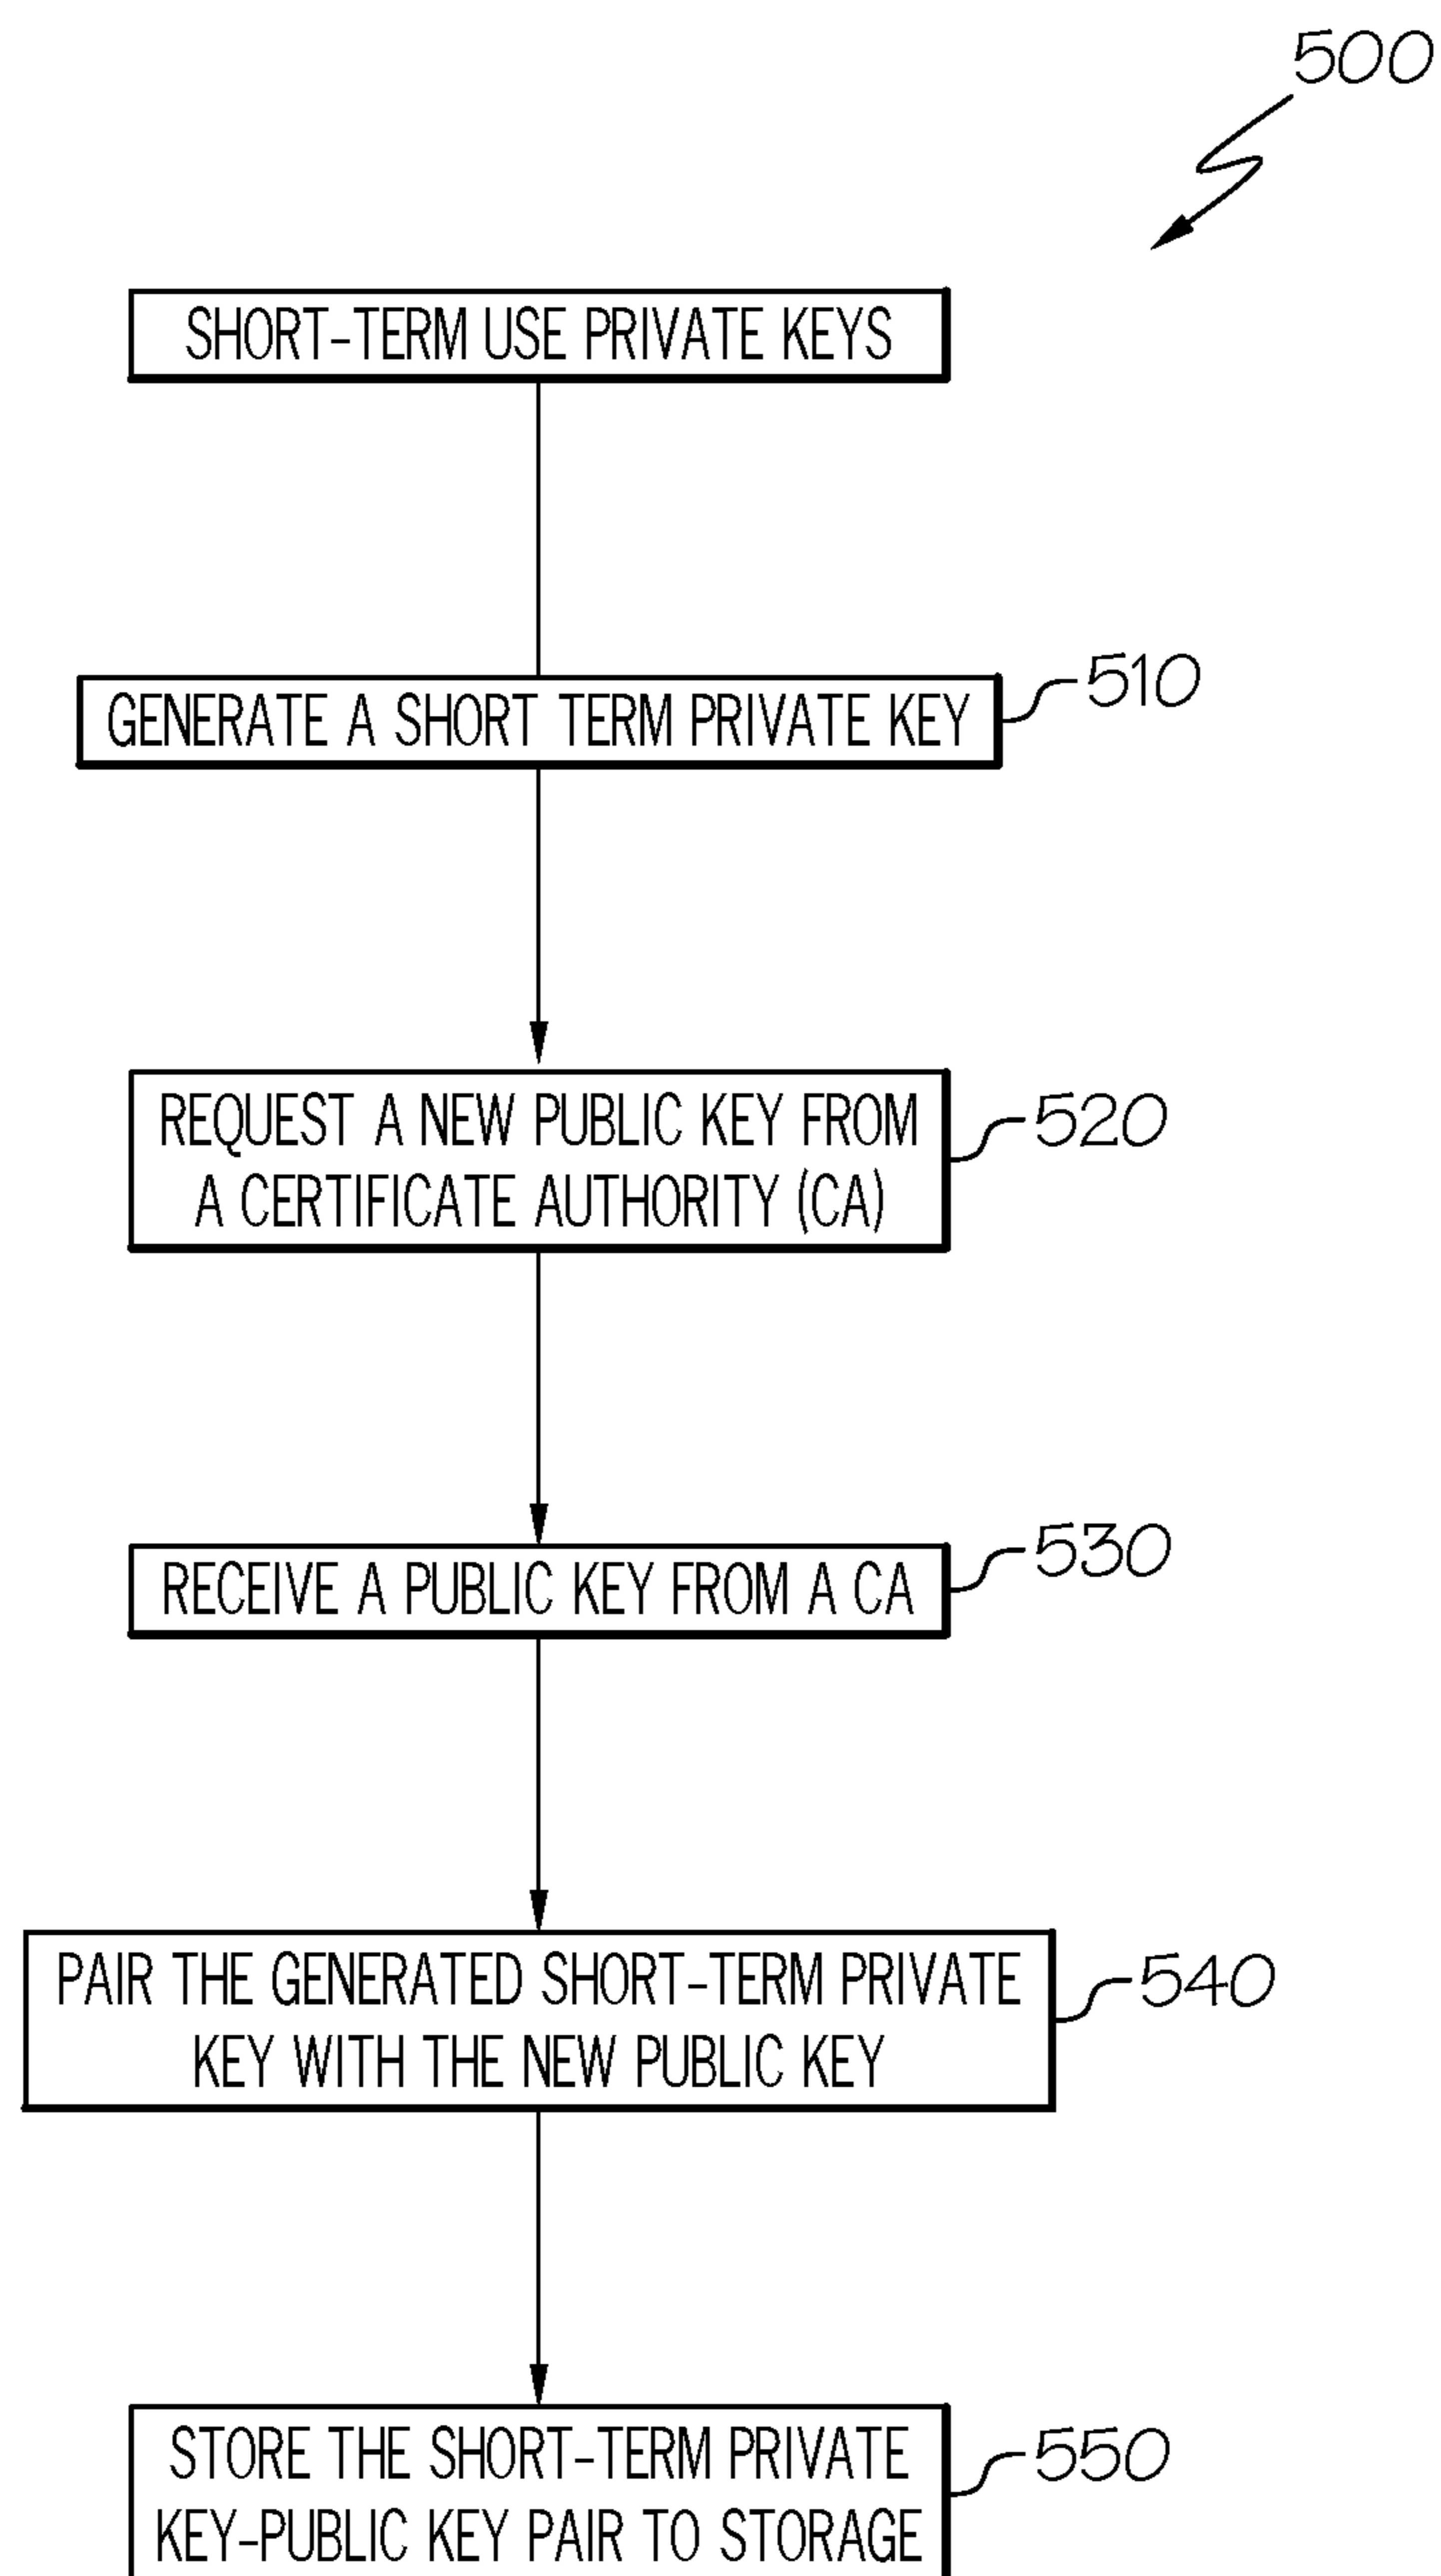 500
SHORT-TERM USE PRIVATE KEYS
GENERATE A SHORT TERM PRIVATE KEY
510
REQUEST A NEW PUBLIC KEY FROM
A CERTIFICATE AUTHORITY (CA)
520
RECEIVE A PUBLIC KEY FROM A CA
530
PAIR THE GENERATED SHORT-TERM PRIVATE
KEY WITH THE NEW PUBLIC KEY
540
STORE THE SHORT-TERM PRIVATE
KEY-PUBLIC KEY PAIR TO STORAGE
550